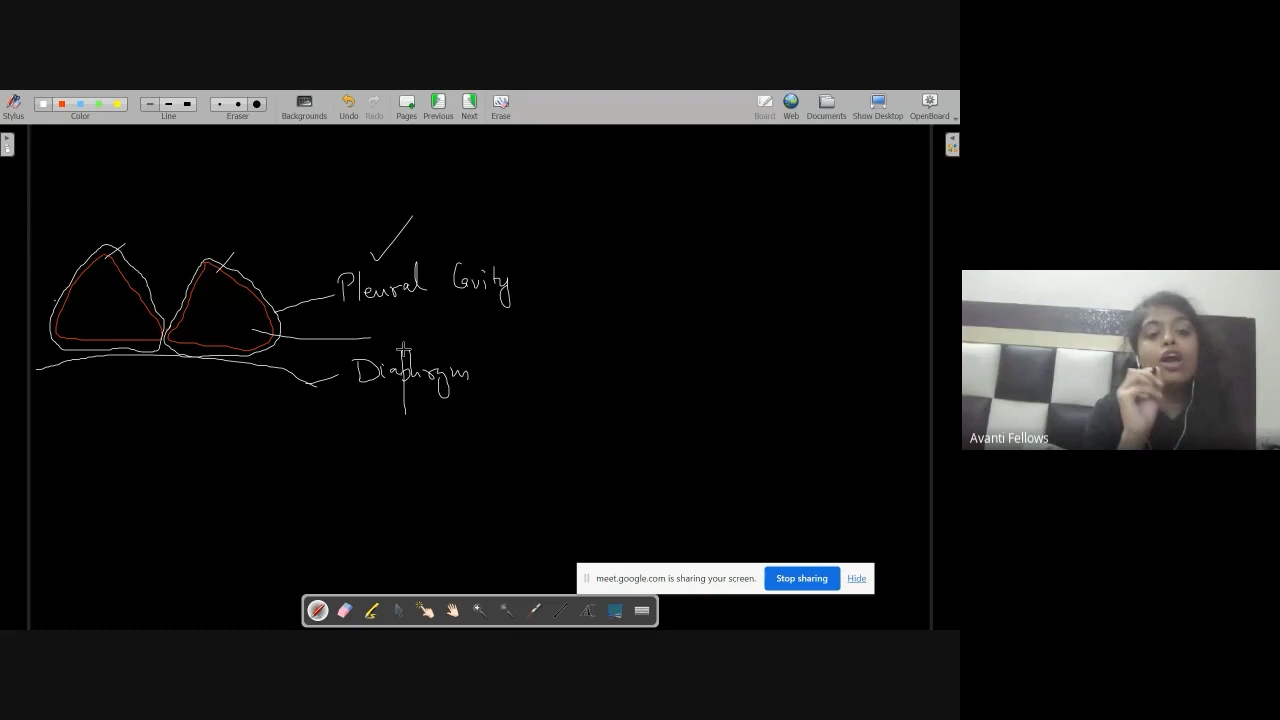 Stylus
Color
Line
Eraser
Backgrounds
Undo
Redo
Pages
Previous
Next
Erase
Board
Web
Documents
Show Desktop
OpenBoard
Pleural Cavity
Diaphrym
Avanti Fellows
meet.google.com is sharing your screen.
Stop sharing
Hide